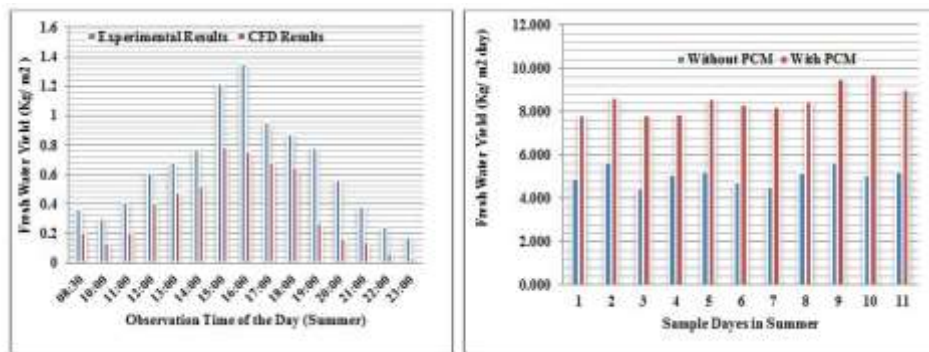 1.6
1.4
1.2
1
0.8
0.6
0.4
0.2
0
Fresh Water Yield (Kg/ m2 )
Experimental Results CFD Results
08:30 10:00 11:00 12:00 13:00 14:00 15:00 16:00 17:00 18:00 19:00 20:00 21:00 22:00 23:00
Observation Time of the Day (Summer)
12.000
10.000
8.000
6.000
4.000
2.000
0.000
Fresh Water Yield (Kg/ m2 day)
Without PCM With PCM
1 2 3 4 5 6 7 8 9 10 11
Sample Dayes in Summer